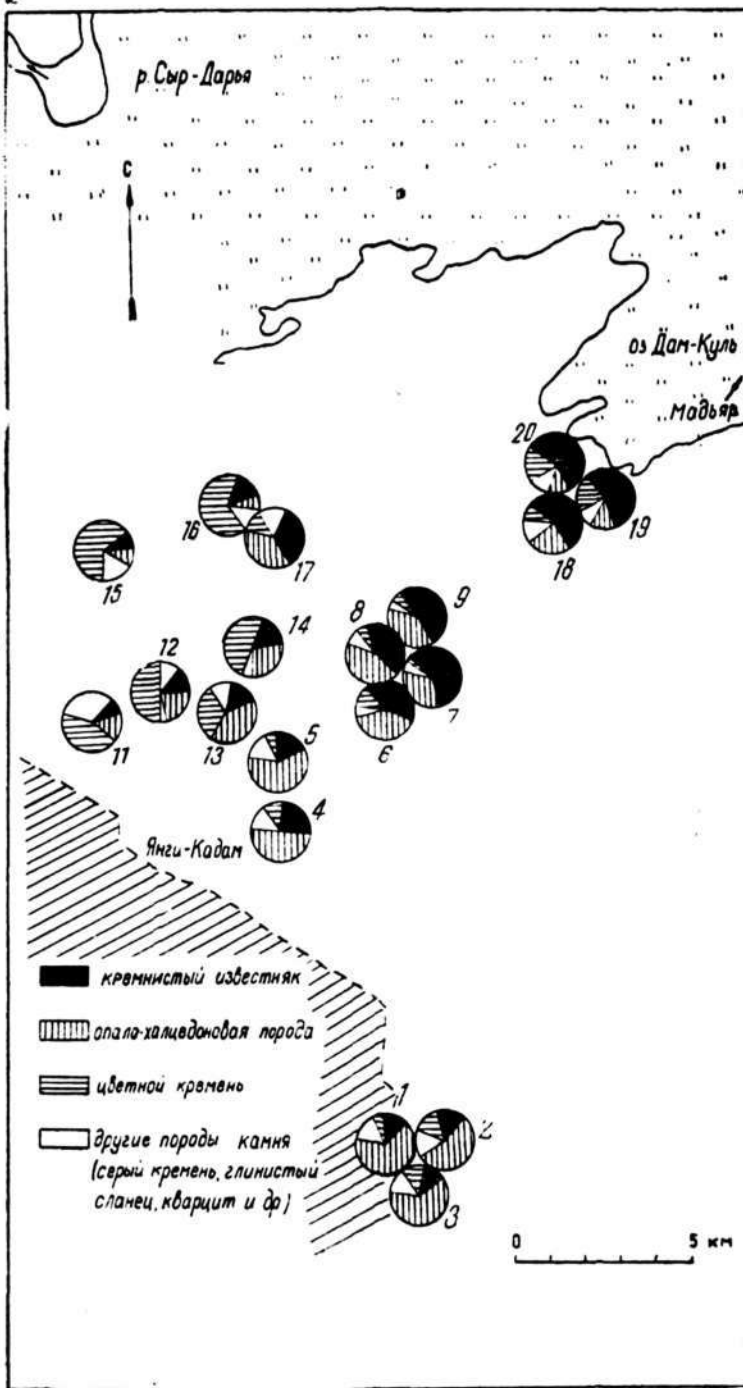 р. Сыр-Дарья
С
оз Дам-Куль
Мадьяр
20
19
18
16
17
15
9
8
7
6
14
12
13
11
5
4
Янги-Кадам
кремнистый известняк
опало-халцедоновая порода
цветной кремень
другие породы камня
(серый кремень, глинистый
сланец, кварцит и др)
1
2
3
0 5 км